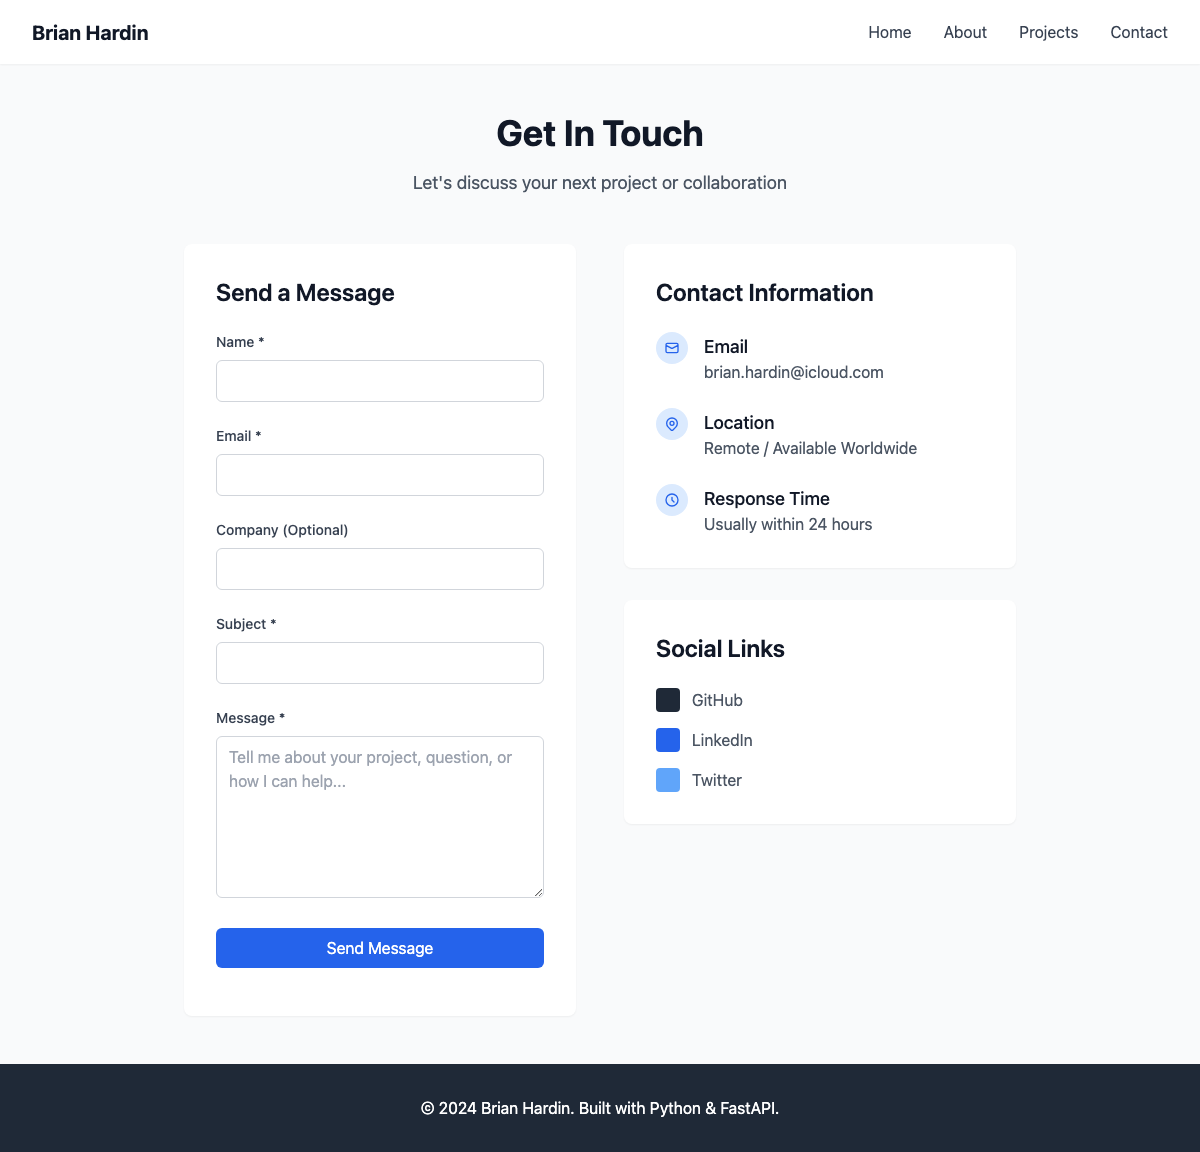 Brian Hardin
Home
About
Projects
Contact
Get In Touch
Let's discuss your next project or collaboration
Send a Message
Name *
Email *
Company (Optional)
Subject *
Message *
Tell me about your project, question, or
how I can help...
Send Message
Contact Information
Email
brian.hardin@icloud.com
Location
Remote / Available Worldwide
Response Time
Usually within 24 hours
Social Links
GitHub
LinkedIn
Twitter
© 2024 Brian Hardin. Built with Python & FastAPI.